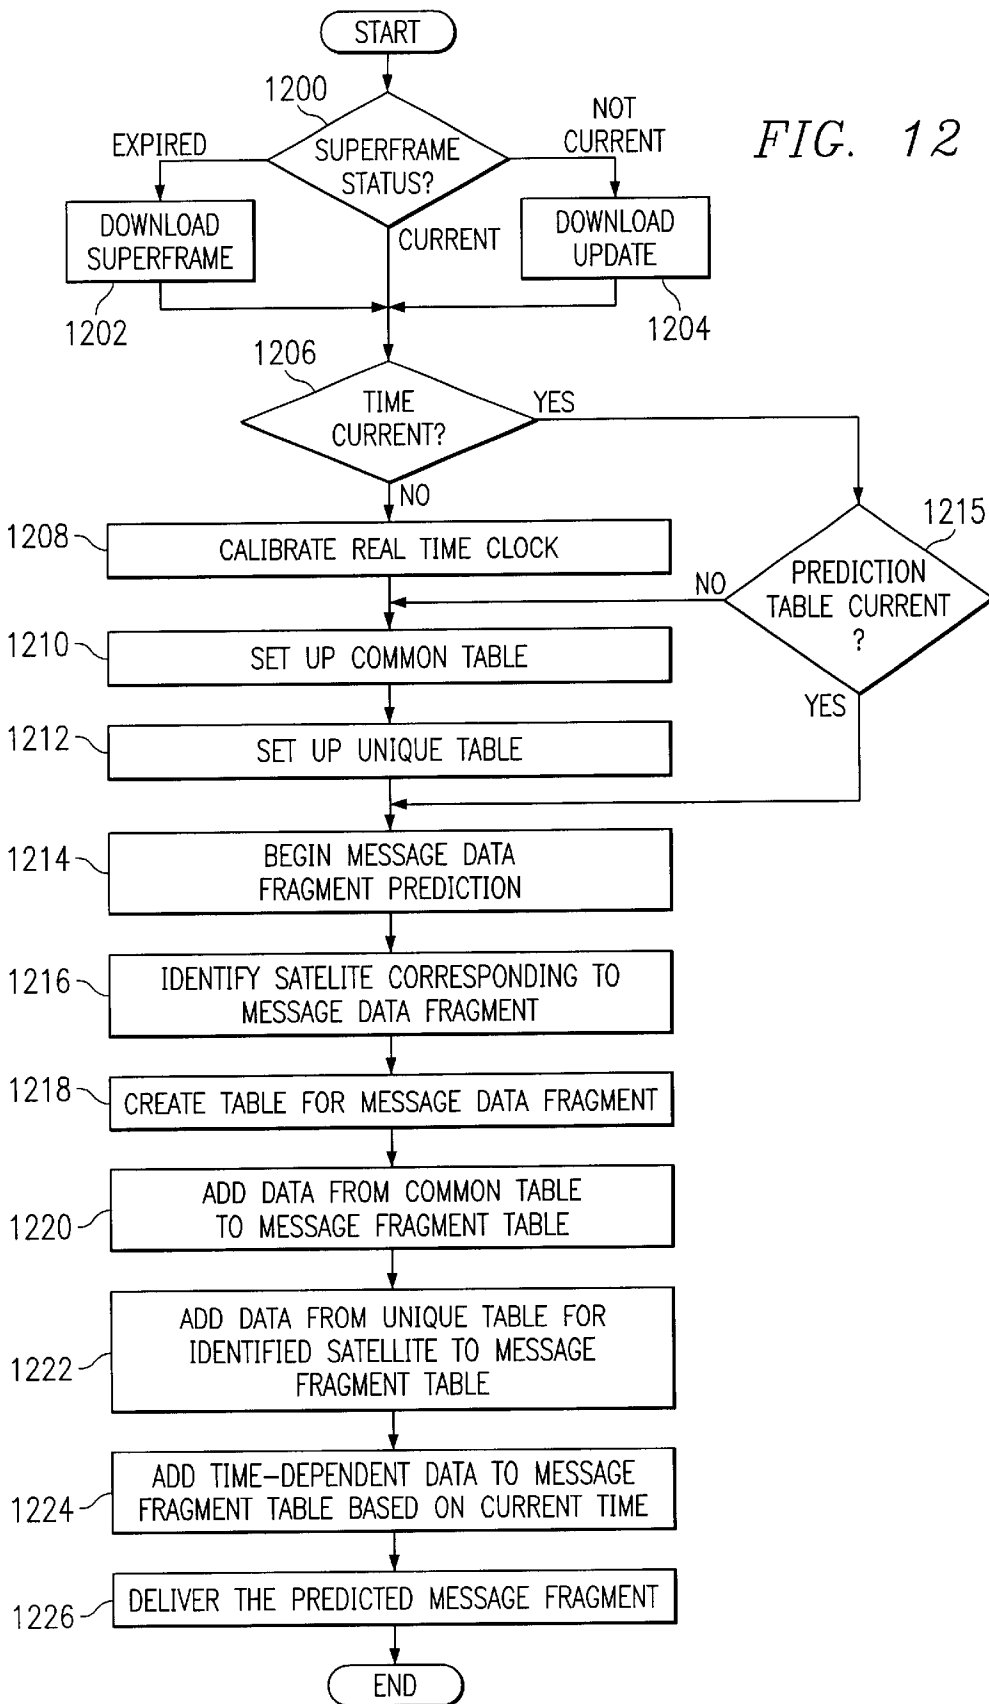 START
1200
SUPERFRAME
STATUS?
EXPIRED
NOT
CURRENT
FIG. 12
DOWNLOAD
SUPERFRAME
1202
CURRENT
DOWNLOAD
UPDATE
1204
1206
TIME
CURRENT?
YES
NO
1215
PREDICTION
TABLE CURRENT
?
NO
YES
1208
CALIBRATE REAL TIME CLOCK
1210
SET UP COMMON TABLE
1212
SET UP UNIQUE TABLE
1214
BEGIN MESSAGE DATA
FRAGMENT PREDICTION
1216
IDENTIFY SATELITE CORRESPONDING TO
MESSAGE DATA FRAGMENT
1218
CREATE TABLE FOR MESSAGE DATA FRAGMENT
1220
ADD DATA FROM COMMON TABLE
TO MESSAGE FRAGMENT TABLE
1222
ADD DATA FROM UNIQUE TABLE FOR
IDENTIFIED SATELLITE TO MESSAGE
FRAGMENT TABLE
1224
ADD TIME-DEPENDENT DATA TO MESSAGE
FRAGMENT TABLE BASED ON CURRENT TIME
1226
DELIVER THE PREDICTED MESSAGE FRAGMENT
END